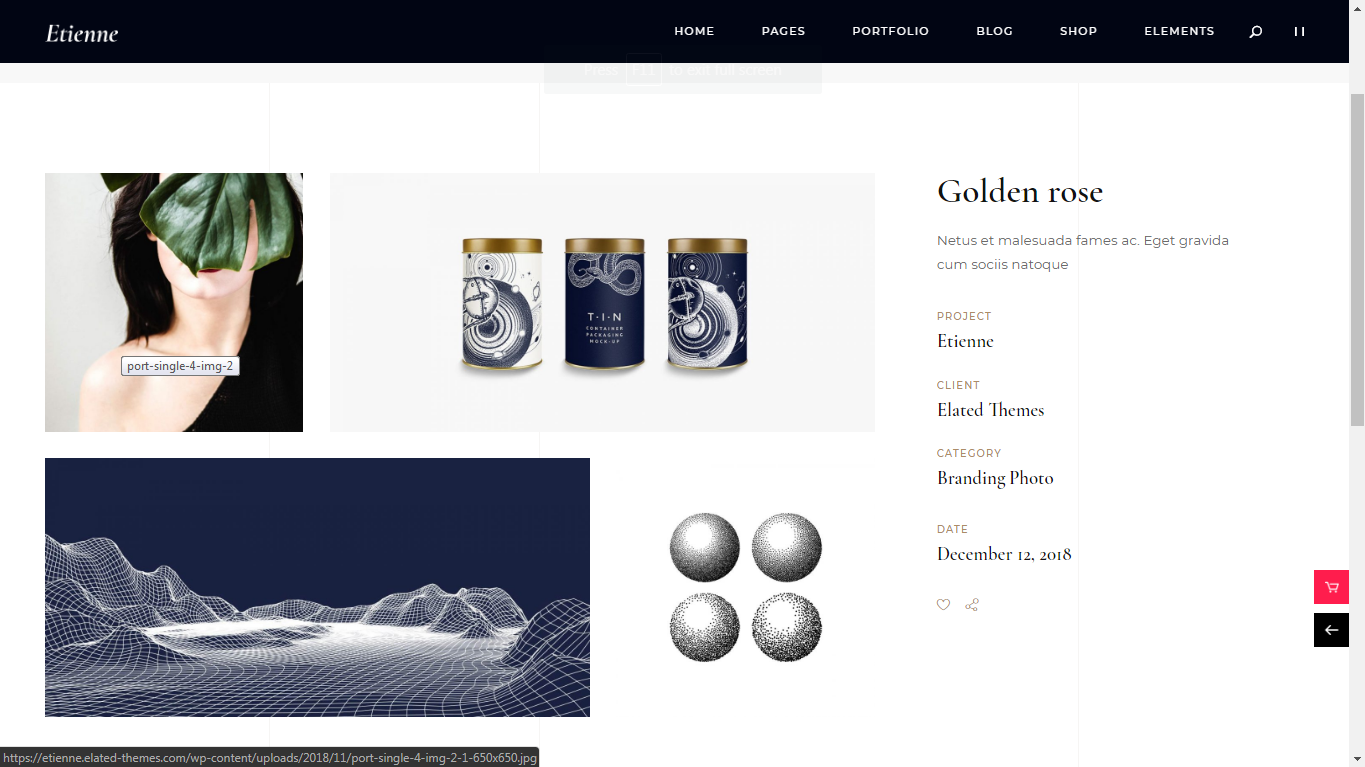 Etienne
HOME PAGES PORTFOLIO BLOG SHOP ELEMENTS
Press F11 to exit full screen
Golden rose
Netus et malesuada fames ac. Eget gravida
cum sociis natoque
PROJECT
Etienne
CLIENT
Elated Themes
CATEGORY
Branding Photo
DATE
December 12, 2018
T·I·N
CONTAINER
PACKAGING
MOCK-UP
port-single-4-img-2
https://etienne.elated-themes.com/wp-content/uploads/2018/11/port-single-4-img-2-1-650x650.jpg